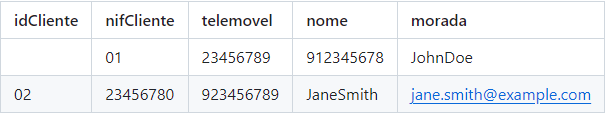 idCliente nifCliente telemovel nome morada
01 23456789 912345678 JohnDoe
02 23456780 923456789 JaneSmith jane.smith@example.com